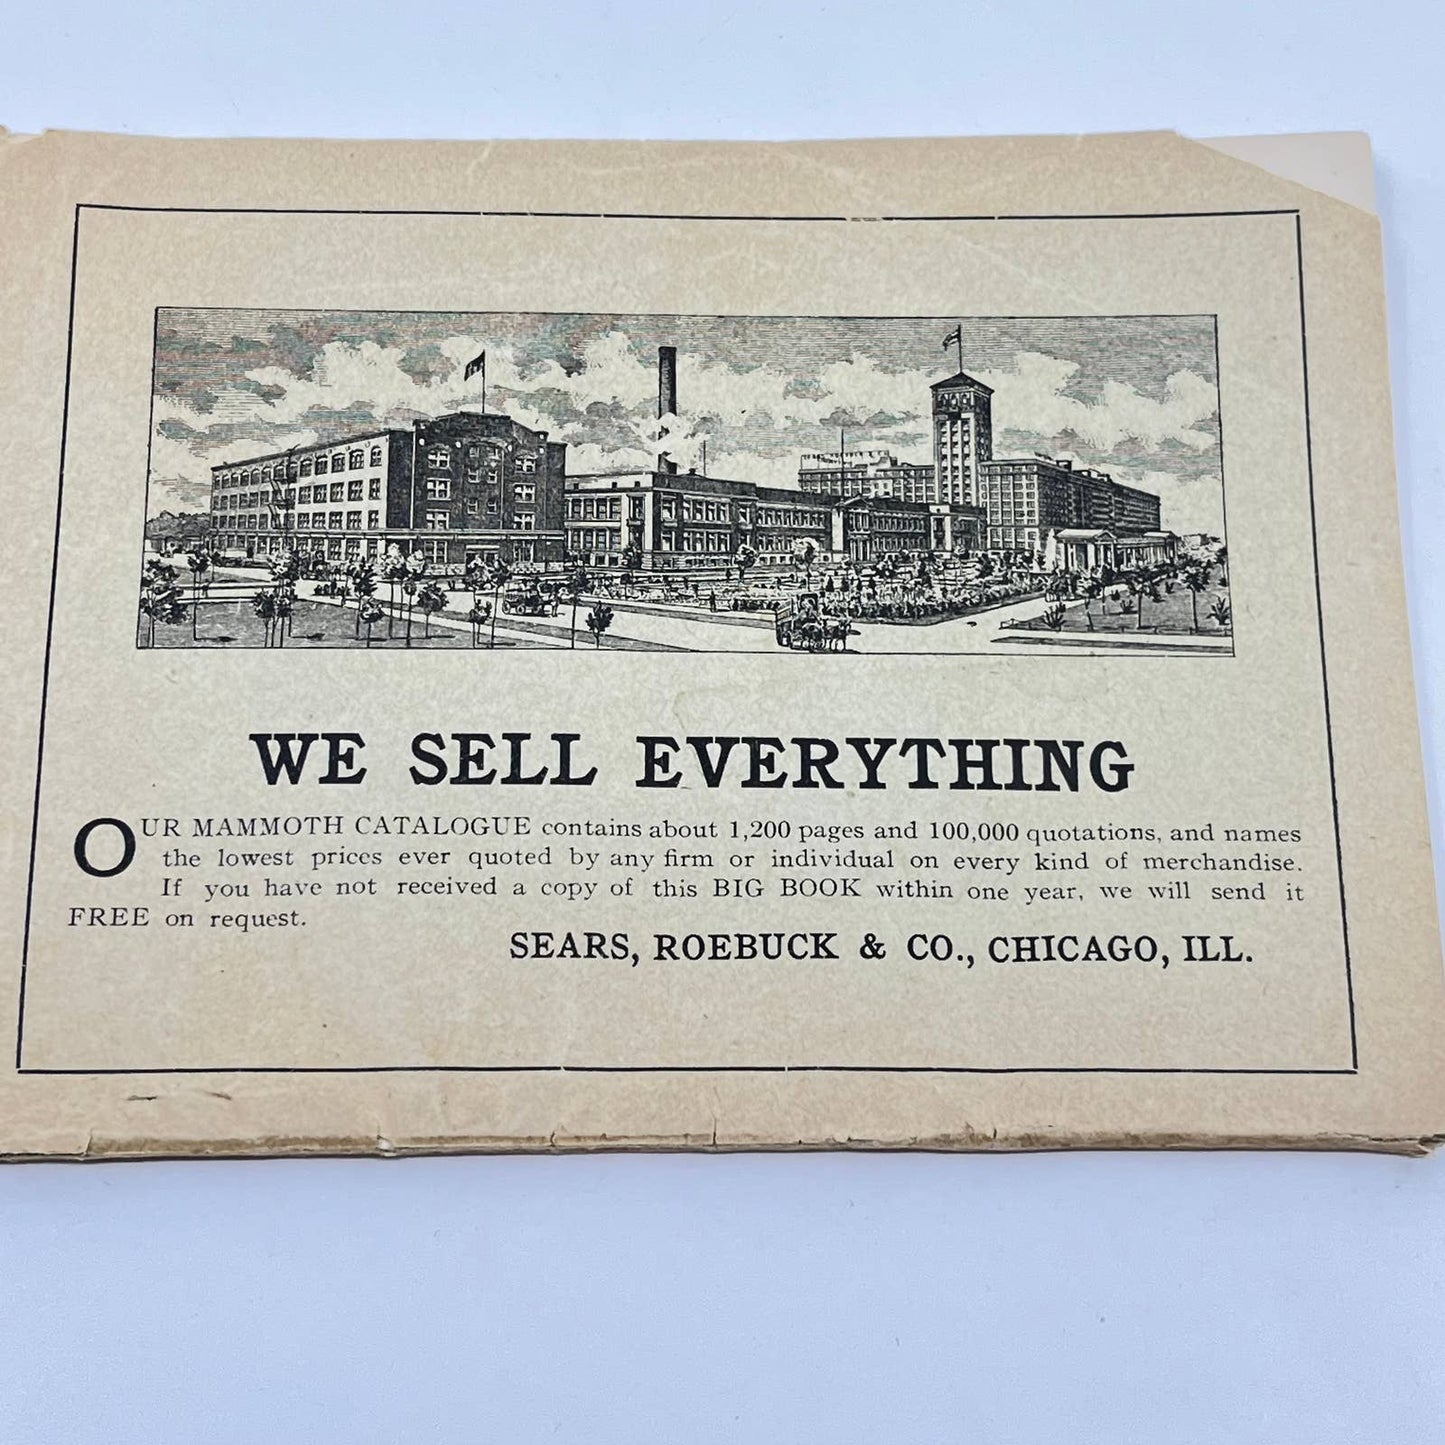 WE SELL EVERYTHING
OUR MAMMOTH CATALOGUE contains about 1,200 pages and 100,000 quotations, and names
the lowest prices ever quoted by any firm or individual on every kind of merchandise.
If you have not received a copy of this BIG BOOK within one year, we will send it
FREE on request.
SEARS, ROEBUCK & CO., CHICAGO, ILL.